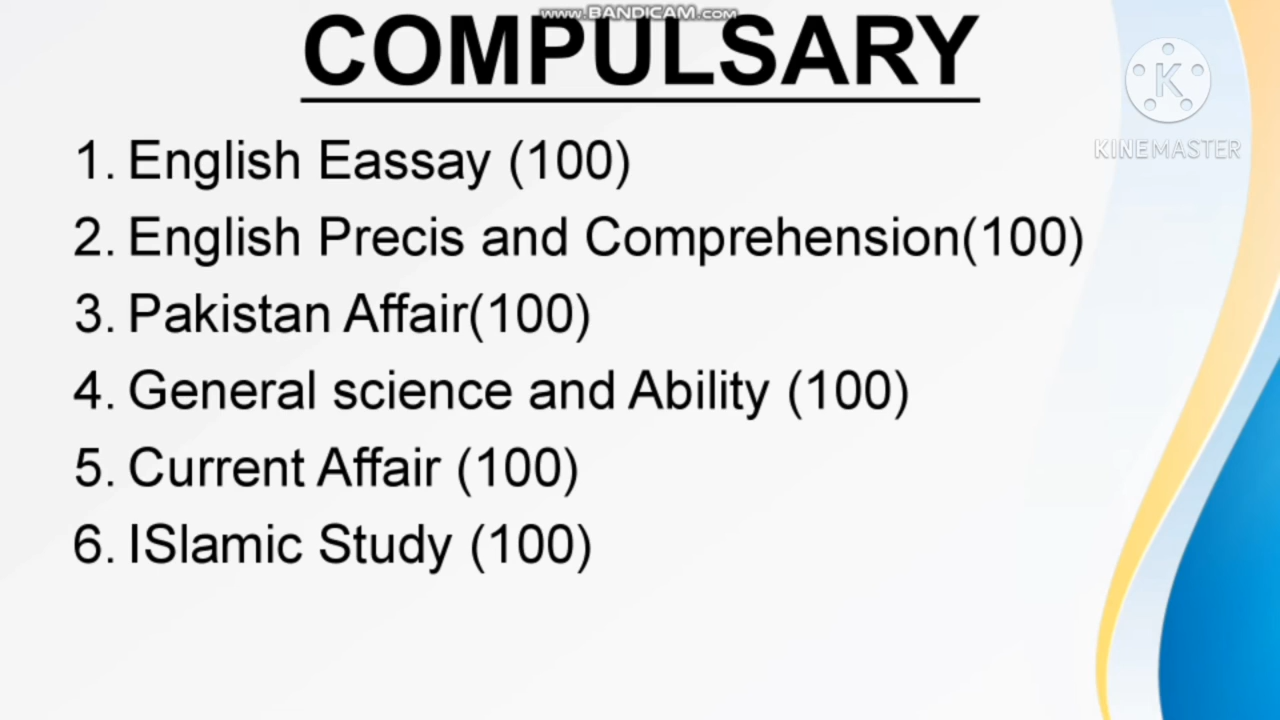 www.BANDICAM.com
COMPULSARY
KINEMASTER
1. English Eassay (100)
2. English Precis and Comprehension(100)
3. Pakistan Affair(100)
4. General science and Ability (100)
5. Current Affair (100)
6. ISlamic Study (100)